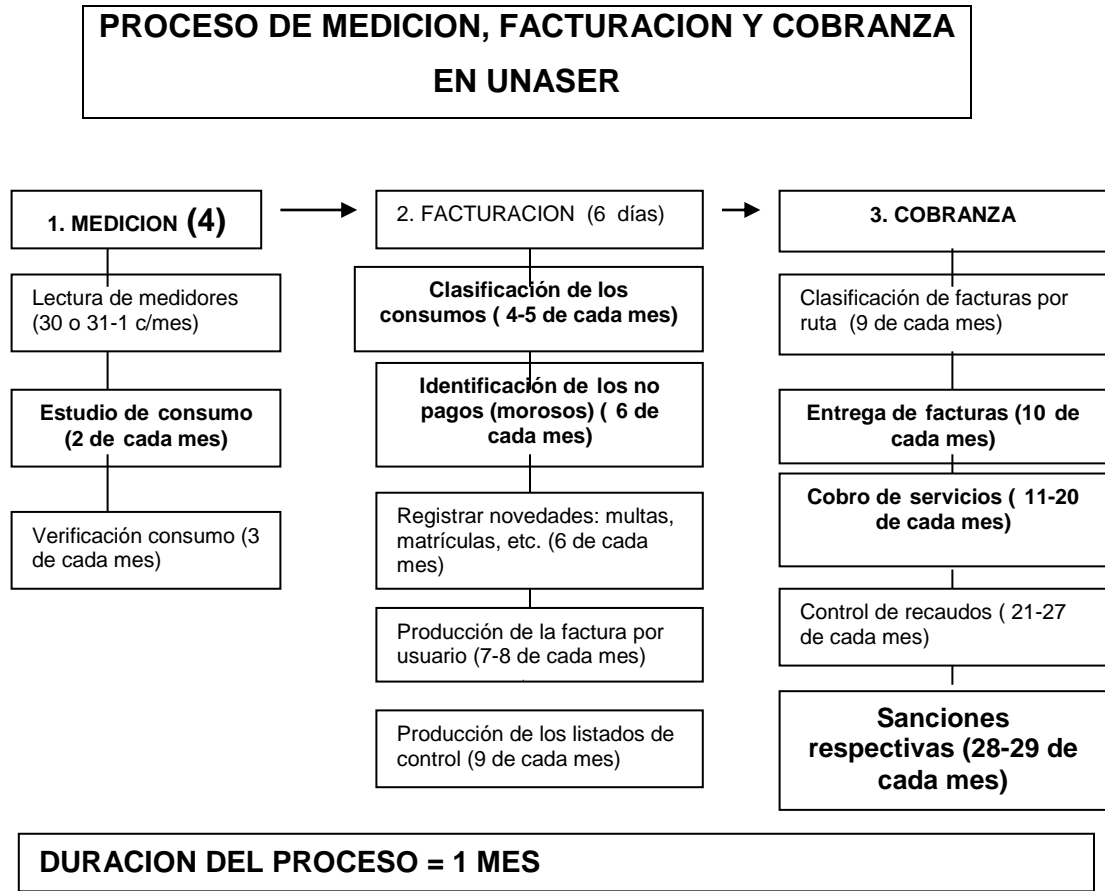 PROCESO DE MEDICION, FACTURACION Y COBRANZA
EN UNASER
1. MEDICION (4)
Lectura de medidores
(30 o 31-1 c/mes)
Estudio de consumo
(2 de cada mes)
Verificación consumo (3
de cada mes)
2. FACTURACION (6 días)
Clasificación de los
consumos ( 4-5 de cada mes)
Identificación de los no
pagos (morosos) ( 6 de
cada mes)
Registrar novedades: multas,
matrículas, etc. (6 de cada
mes)
Producción de la factura por
usuario (7-8 de cada mes)
Producción de los listados de
control (9 de cada mes)
3. COBRANZA
Clasificación de facturas por
ruta (9 de cada mes)
Entrega de facturas (10 de
cada mes)
Cobro de servicios ( 11-20
de cada mes)
Control de recaudos ( 21-27
de cada mes)
Sanciones
respectivas (28-29 de
cada mes)
DURACION DEL PROCESO = 1 MES